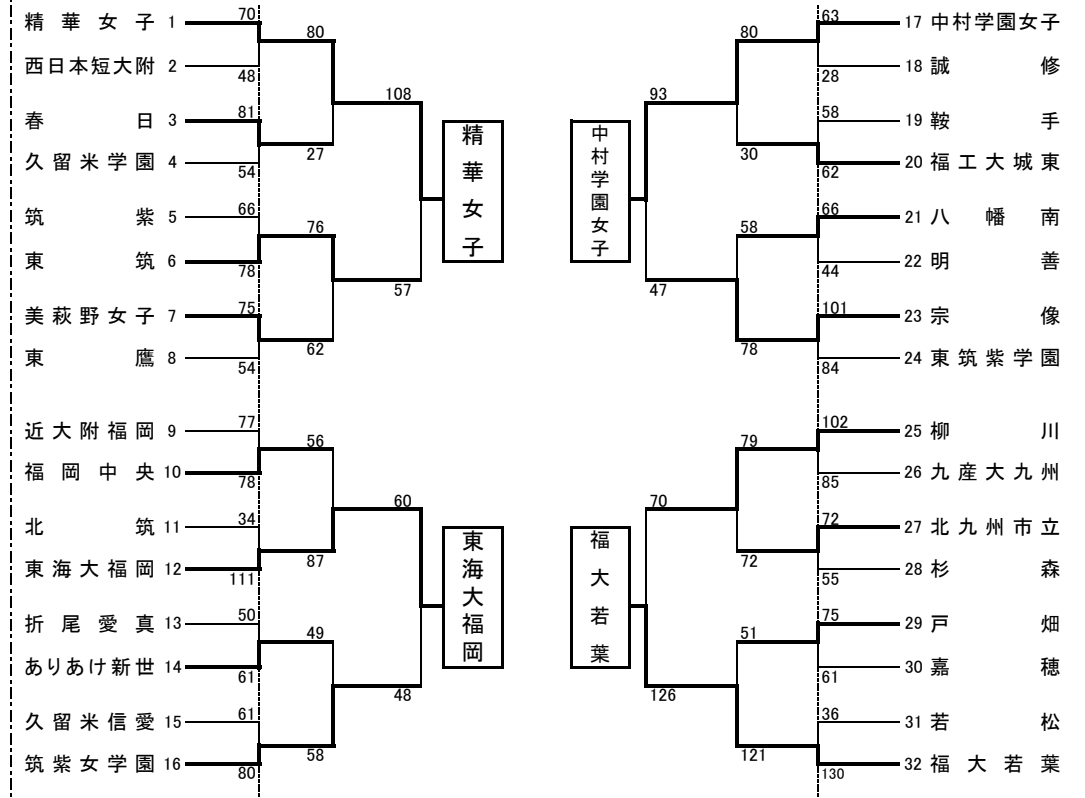 精華女子 1 70
80
西日本短大附 2 48
108
春日 3 81
27
久留米学園 4 54
精華女子
筑紫 5 66
76
東筑 6 78
57
美萩野女子 7 75
62
東鷹 8 54
近大附福岡 9 77
56
福岡中央 10 78
60
北筑 11 34
87
東海大福岡 12 111
東海大福岡
折尾愛真 13 50
49
ありあけ新世 14 61
48
久留米信愛 15 61
58
筑紫女学園 16 80
63 17 中村学園女子
80
28 18 誠修
93
58 19 鞍手
30
62 20 福工大城東
中村学園女子
66 21 八幡南
58
44 22 明善
47
101 23 宗像
78
84 24 東筑紫学園
102 25 柳川
79
85 26 九産大九州
70
72 27 北九州市立
72
55 28 杉森
福大若葉
75 29 戸畑
51
61 30 嘉穂
126
36 31 若松
121
130 32 福大若葉